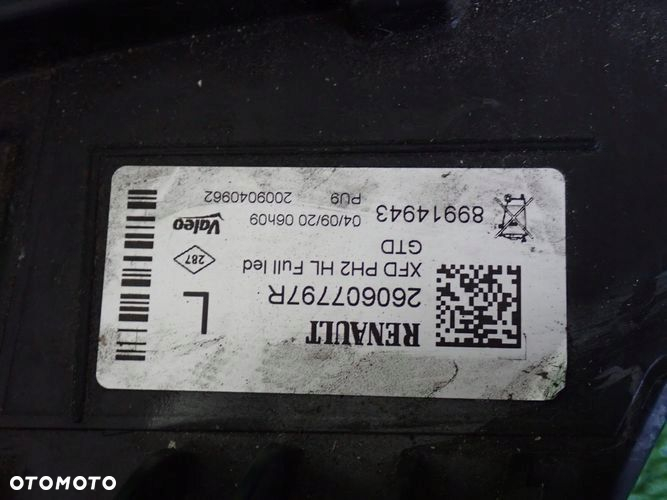 RENAULT
260607797R
L
XFD PH2 HL Full led
GTD
287
Valeo
04/09/20 06h09
PU9
2009040962
89914943
OTOMOTO